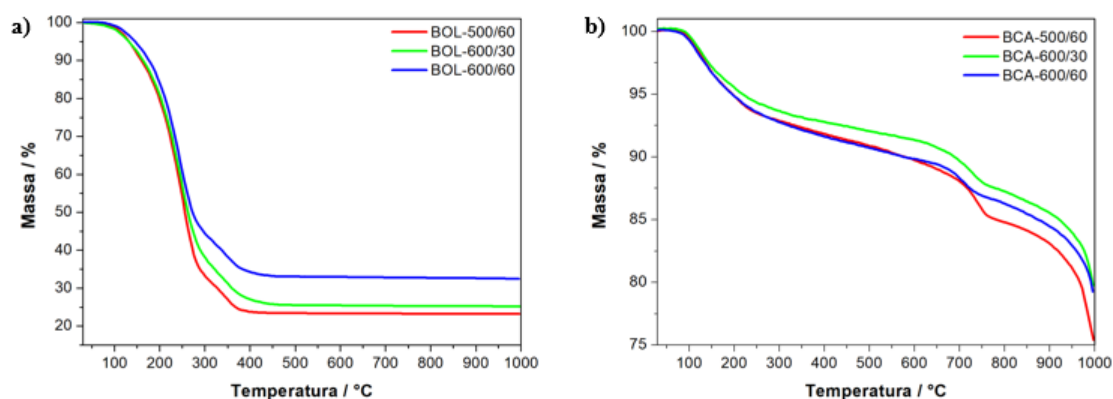 a)
100
90
80
70
60
50
40
30
20
100 200 300 400 500 600 700 800 900 1000
Massa / %
Temperatura / °C
BOL-500/60
BOL-600/30
BOL-600/60
b)
100
95
90
85
80
75
100 200 300 400 500 600 700 800 900 1000
Massa / %
Temperatura / °C
BCA-500/60
BCA-600/30
BCA-600/60